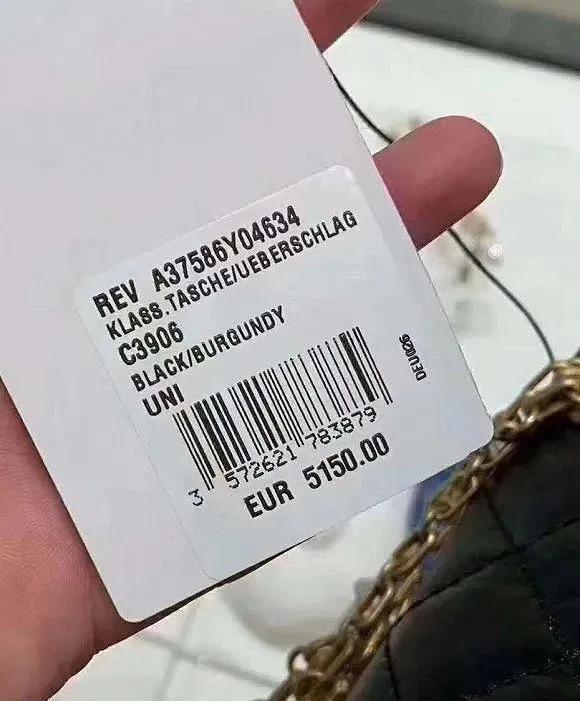 REV A37586Y04634
KLASS.TASCHE/UEBERSCHLAG
C3906
BLACK/BURGUNDY
UNI
3 572621 783879
DEU026
EUR 5150.00